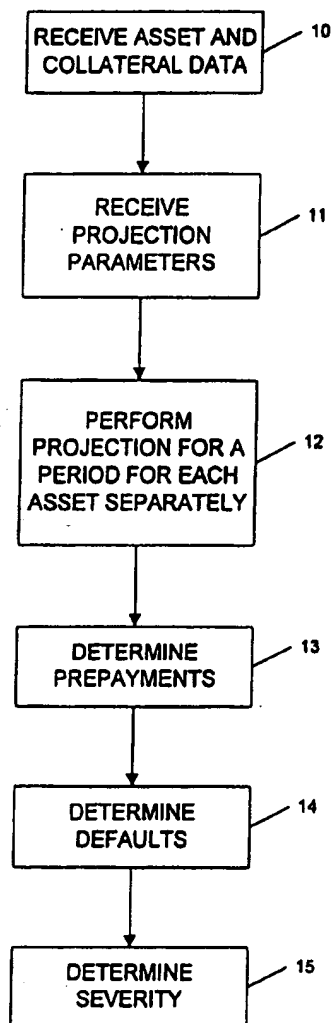 RECEIVE ASSET AND
COLLATERAL DATA
10
RECEIVE
PROJECTION
PARAMETERS
11
PERFORM
PROJECTION FOR A
PERIOD FOR EACH
ASSET SEPARATELY
12
DETERMINE
PREPAYMENTS
13
DETERMINE
DEFAULTS
14
DETERMINE
SEVERITY
15